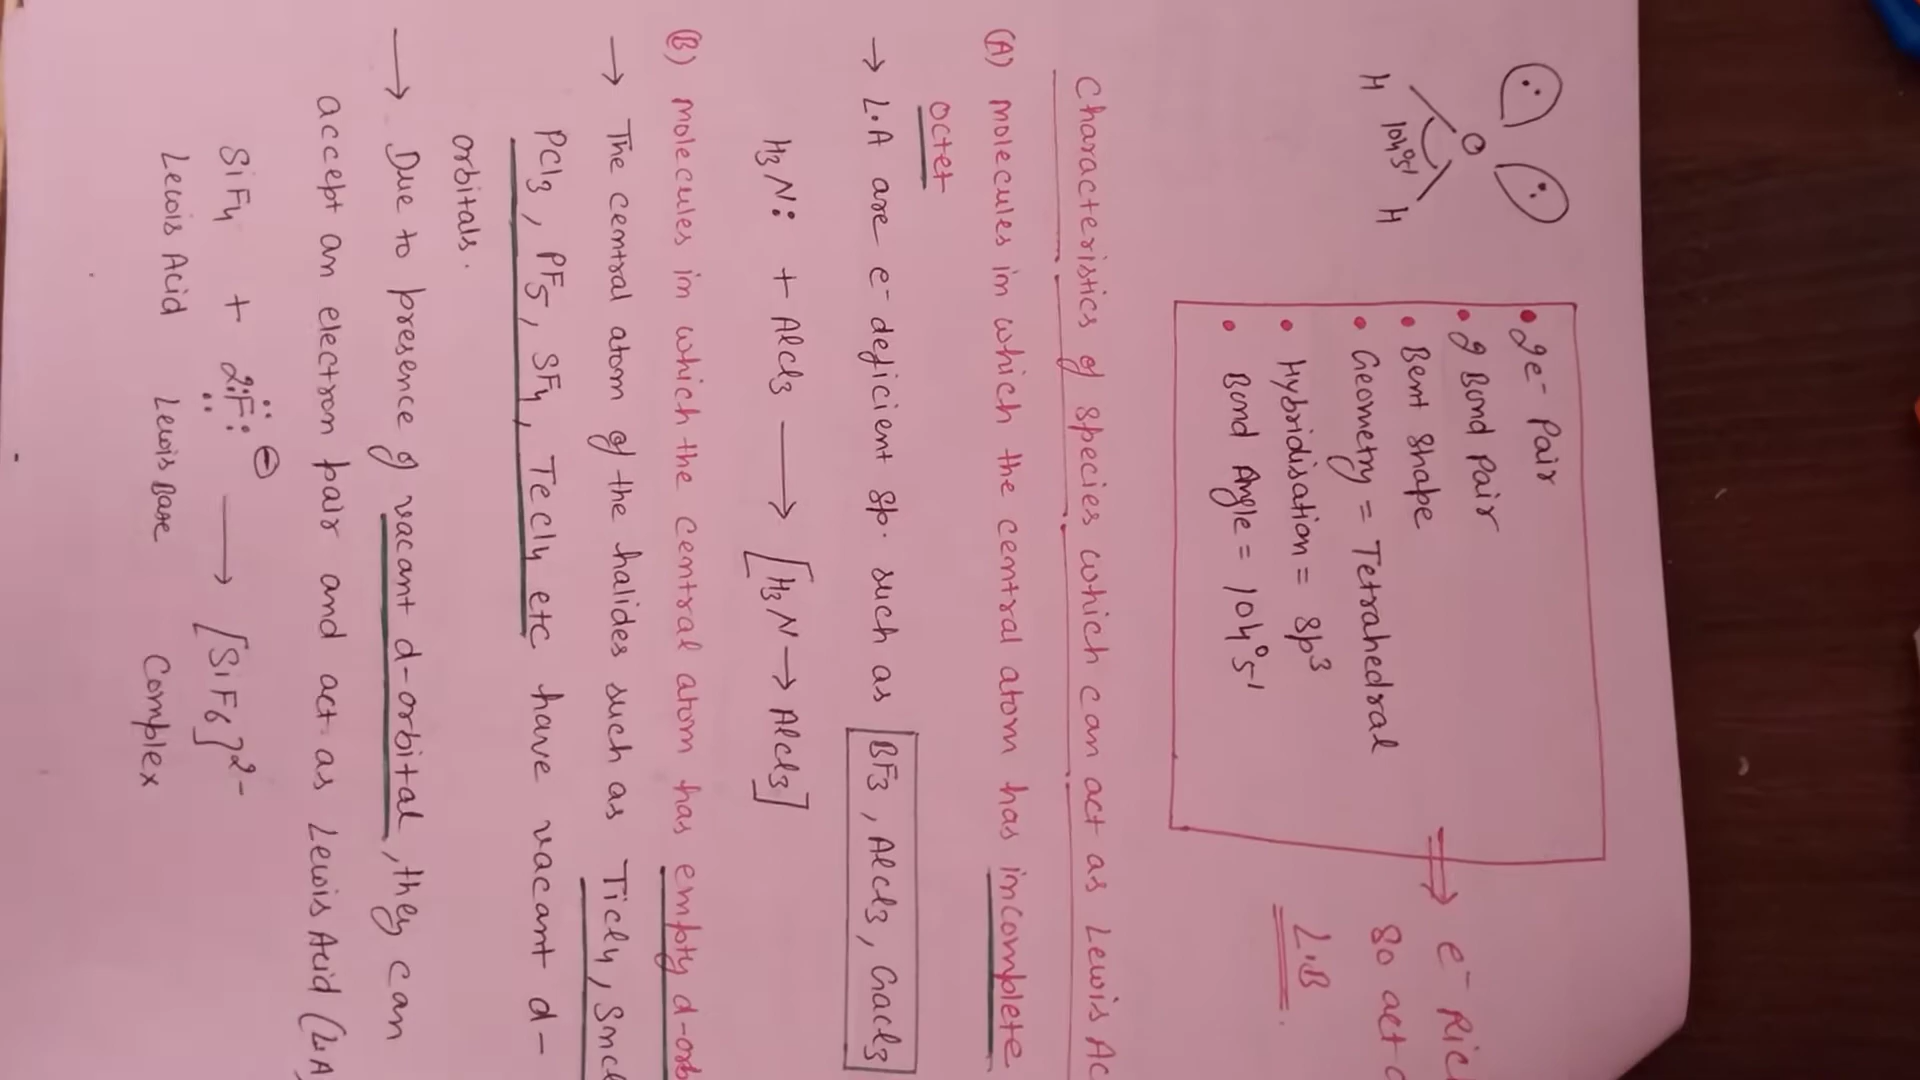 O
H 104°5' H
• 2e- Pair
• 2 Bond Pair
• Bent Shape
• Geometry = Tetrahedral
• Hybridisation = sp3
• Bond Angle = 104°5'
⇒ e- Ric
So act
L.B
Characteristics of species which can act as Lewis Ac
(A) molecules in which the central atom has incomplete
octet
→ L.A are e- deficient sp. such as BF3, AlCl3, GaCl3
H3N: + AlCl3 → [H3N→AlCl3]
(B) molecules in which the central atom has empty d-orb
→ The central atom of the halides such as TiCl4, SnCl
PCl3, PF5, SF4, TeCl4 etc have vacant d-
orbitals.
→ Due to presence of vacant d-orbital, they can
accept an electron pair and act as Lewis Acid (L.A)
SiF4 + 2:F:⊖ → [SiF6]2-
Lewis Acid Lewis Base Complex